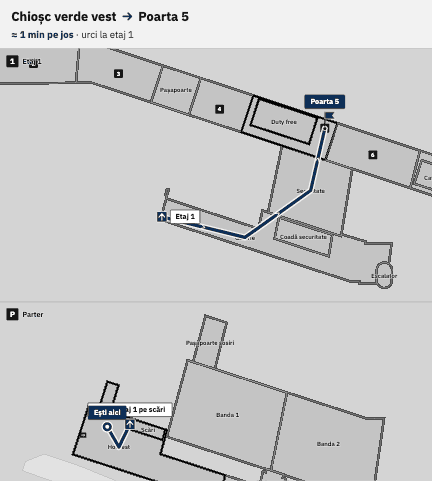 Chioșc verde vest → Poarta 5
≈ 1 min pe jos · urci la etaj 1
1 Etaj 1
3
Pașapoarte
4
Duty free
Poarta 5
6
Securitate
Etaj 1
Coadă securitate
Escalator
P Parter
Pașapoarte sosiri
Banda 1
Banda 2
Ești aici
1 pe scări
Scări